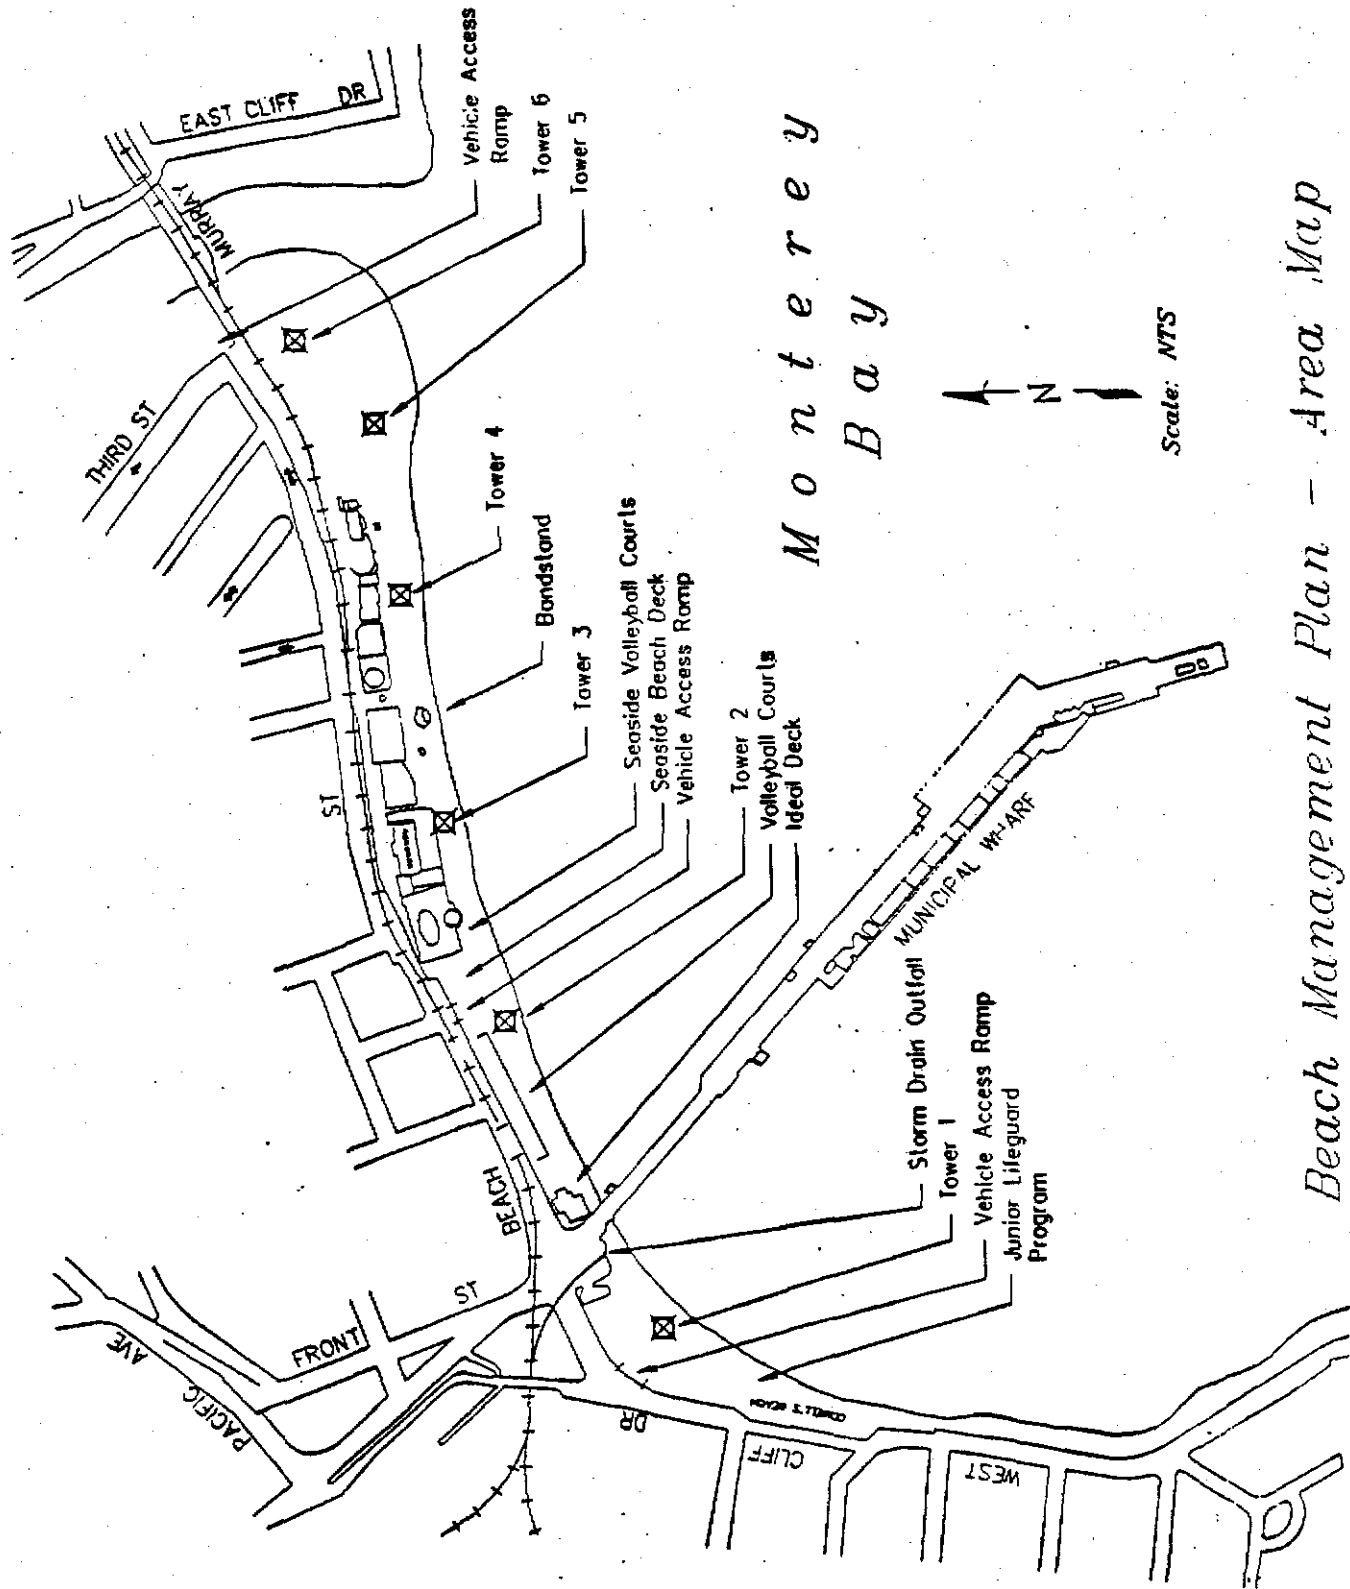 PACIFIC
AVE
FRONT
ST
BEACH
ST
THIRD ST
MURRAY
EAST CLIFF DR
Vehicle Access
Ramp
Tower 6
Tower 5
Tower 4
Bandstand
Tower 3
Seaside Volleyball Courts
Seaside Beach Deck
Vehicle Access Ramp
Tower 2
Volleyball Courts
Ideal Deck
MUNICIPAL WHARF
Storm Drain Outfall
Tower 1
Vehicle Access Ramp
Junior Lifeguard
Program
COWELL'S BEACH
WEST
CLIFF
DR
Monterey
Bay
N
Scale: NTS
Beach Management Plan - Area Map